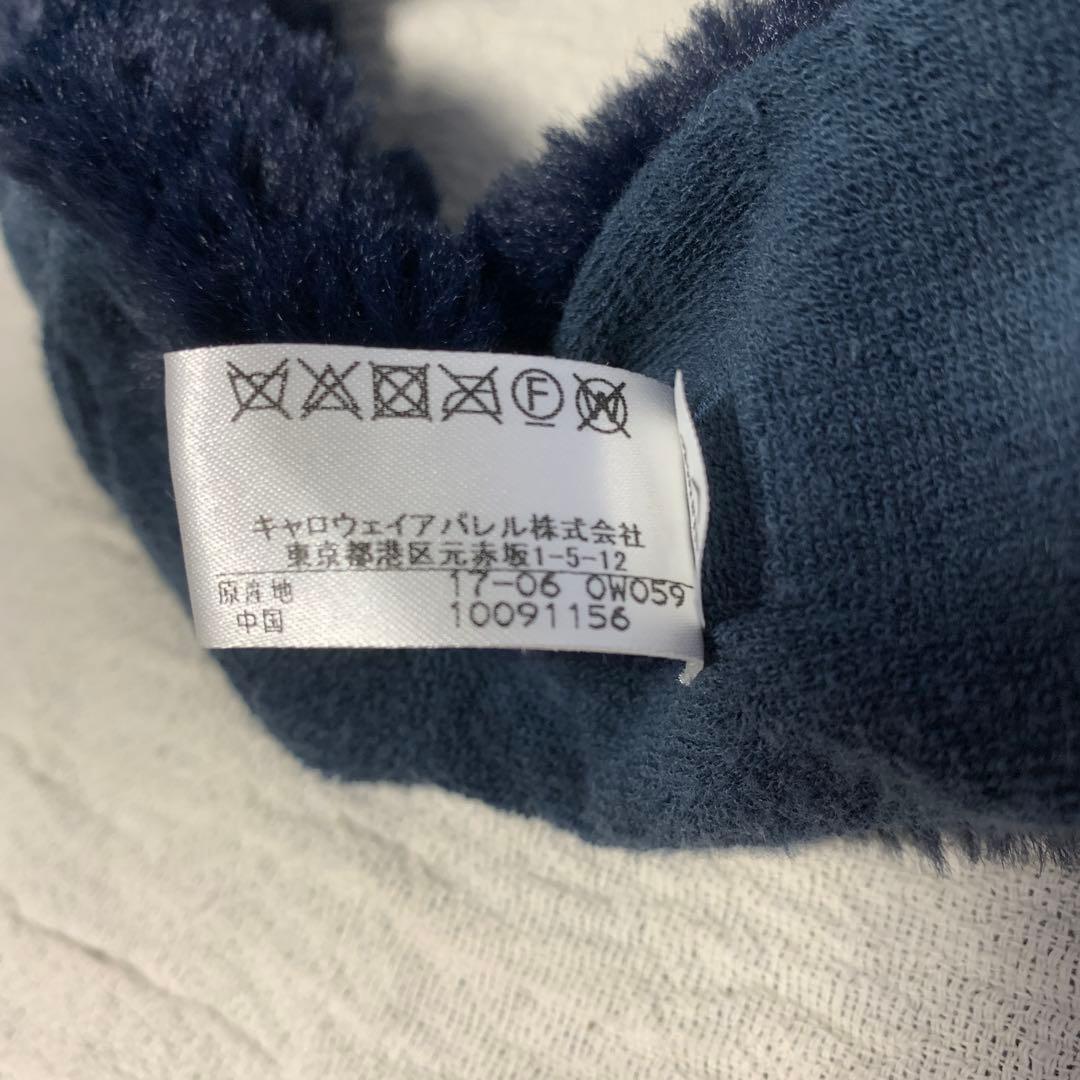 F W
キャロウェイアパレル株式会社
東京都港区元赤坂1-5-12
原産地 17-06 0W059
中国 10091156